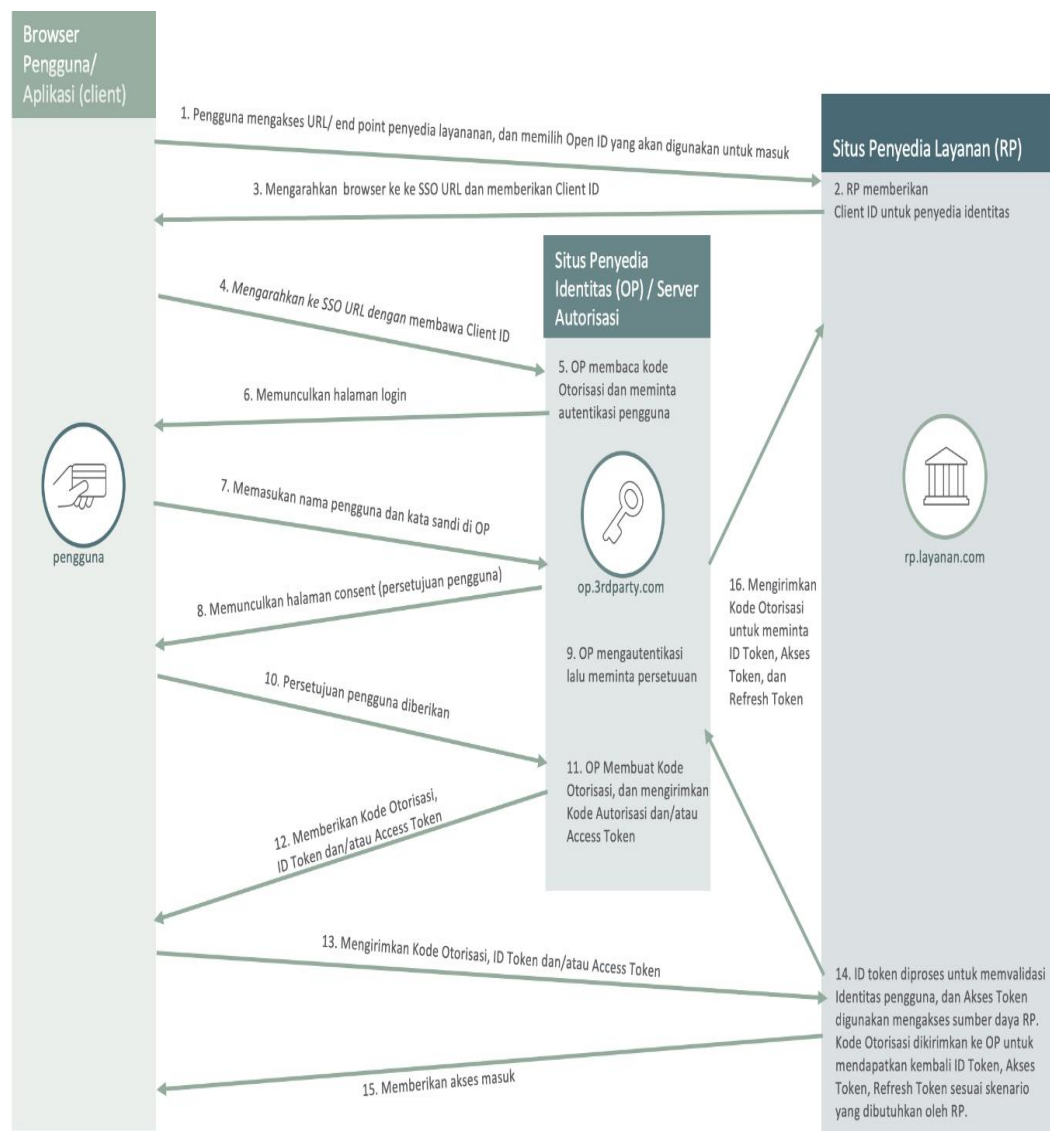 Browser
Pengguna/
Aplikasi (client)
1. Pengguna mengakses URL/ end point penyedia layananan, dan memilih Open ID yang akan digunakan untuk masuk
Situs Penyedia Layanan (RP)
2. RP memberikan
Client ID untuk penyedia identitas
3. Mengarahkan browser ke ke SSO URL dan memberikan Client ID
Situs Penyedia
Identitas (OP) / Server
Autorisasi
4. Mengarahkan ke SSO URL dengan membawa Client ID
5. OP membaca kode
Otorisasi dan meminta
autentikasi pengguna
6. Memunculkan halaman login
7. Memasukan nama pengguna dan kata sandi di OP
pengguna
op.3rdparty.com
rp.layanan.com
8. Memunculkan halaman consent (persetujuan pengguna)
9. OP mengautentikasi
lalu meminta persetuuan
10. Persetujuan pengguna diberikan
11. OP Membuat Kode
Otorisasi, dan mengirimkan
Kode Autorisasi dan/atau
Access Token
12. Memberikan Kode Otorisasi,
ID Token dan/atau Access Token
13. Mengirimkan Kode Otorisasi, ID Token dan/atau Access Token
14. ID token diproses untuk memvalidasi
Identitas pengguna, dan Akses Token
digunakan mengakses sumber daya RP.
Kode Otorisasi dikirimkan ke OP untuk
mendapatkan kembali ID Token, Akses
Token, Refresh Token sesuai skenario
yang dibutuhkan oleh RP.
15. Memberikan akses masuk
16. Mengirimkan
Kode Otorisasi
untuk meminta
ID Token, Akses
Token, dan
Refresh Token